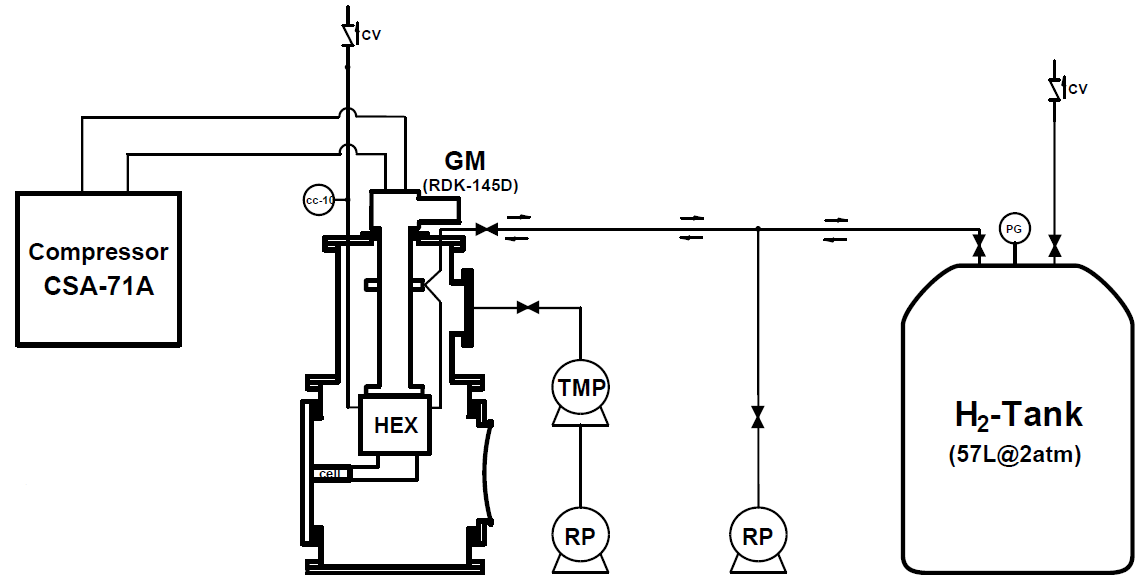 CV
CV
GM
(RDK-145D)
cc-10
Compressor
CSA-71A
PG
TMP
HEX
H2-Tank
(57L@2atm)
cell
RP
RP